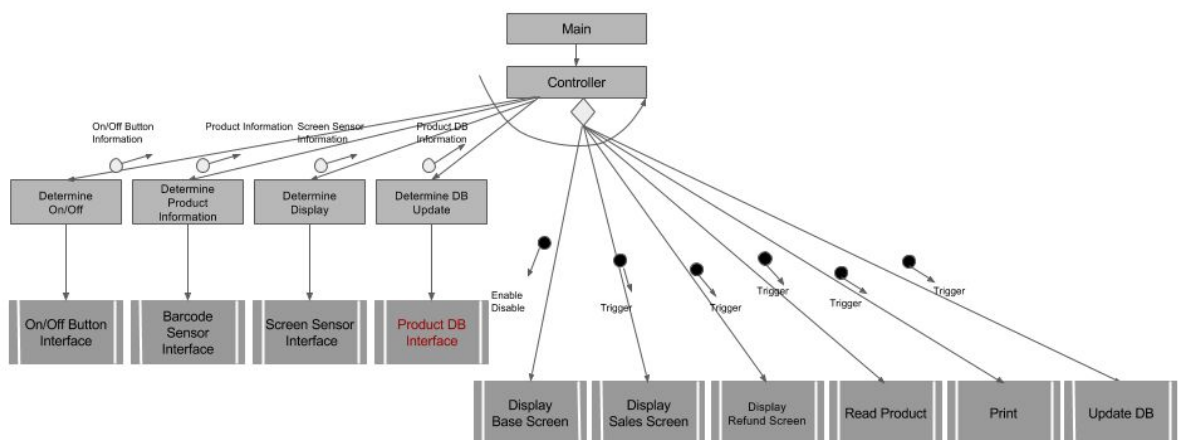 Main
Controller
On/Off Button
Information
Product Information
Screen Sensor
Information
Product DB
Information
Determine
On/Off
Determine
Product
Information
Determine
Display
Determine DB
Update
On/Off Button
Interface
Barcode
Sensor
Interface
Screen Sensor
Interface
Product DB
Interface
Enable
Disable
Trigger
Trigger
Trigger
Trigger
Trigger
Display
Base Screen
Display
Sales Screen
Display
Refund Screen
Read Product
Print
Update DB